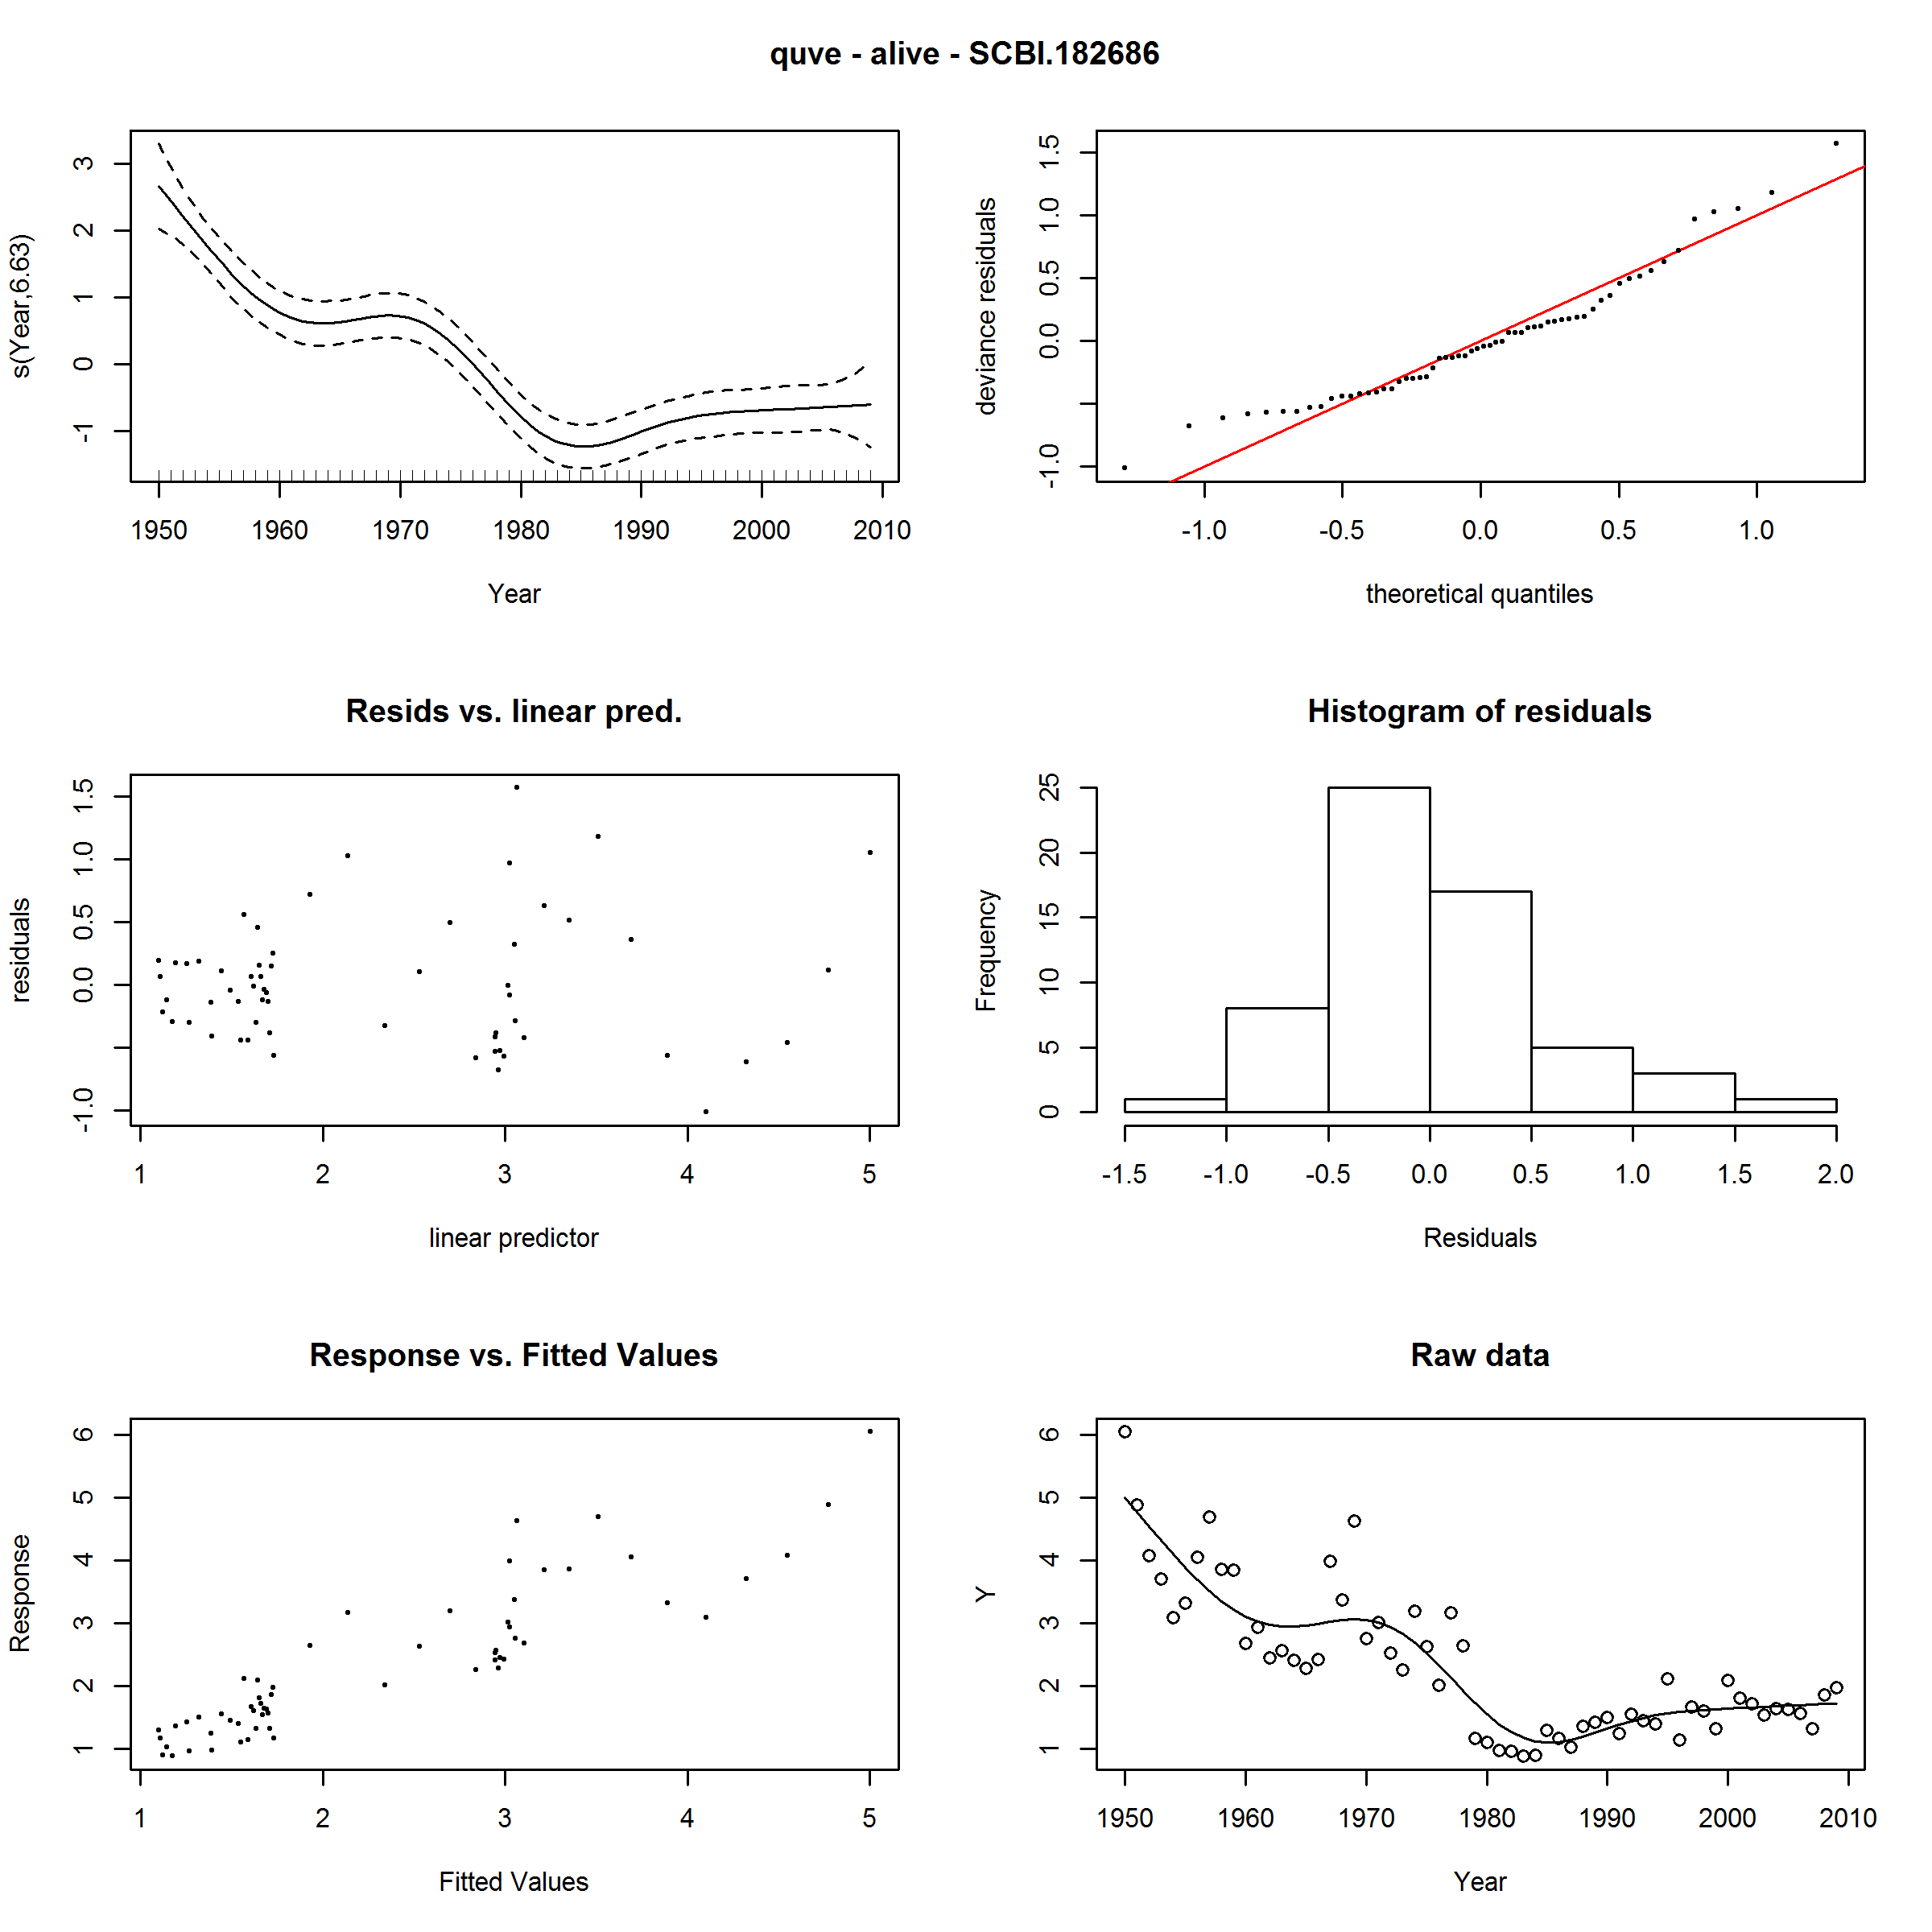 quve - alive - SCBI.182686
s(Year,6.63)
3
2
1
0
-1
1950 1960 1970 1980 1990 2000 2010
Year
deviance residuals
1.5
1.0
0.5
0.0
-1.0
-1.0 -0.5 0.0 0.5 1.0
theoretical quantiles
Resids vs. linear pred.
residuals
1.5
1.0
0.5
0.0
-1.0
1 2 3 4 5
linear predictor
Histogram of residuals
Frequency
25
20
15
10
5
0
-1.5 -1.0 -0.5 0.0 0.5 1.0 1.5 2.0
Residuals
Response vs. Fitted Values
Response
6
5
4
3
2
1
1 2 3 4 5
Fitted Values
Raw data
Y
6
5
4
3
2
1
1950 1960 1970 1980 1990 2000 2010
Year